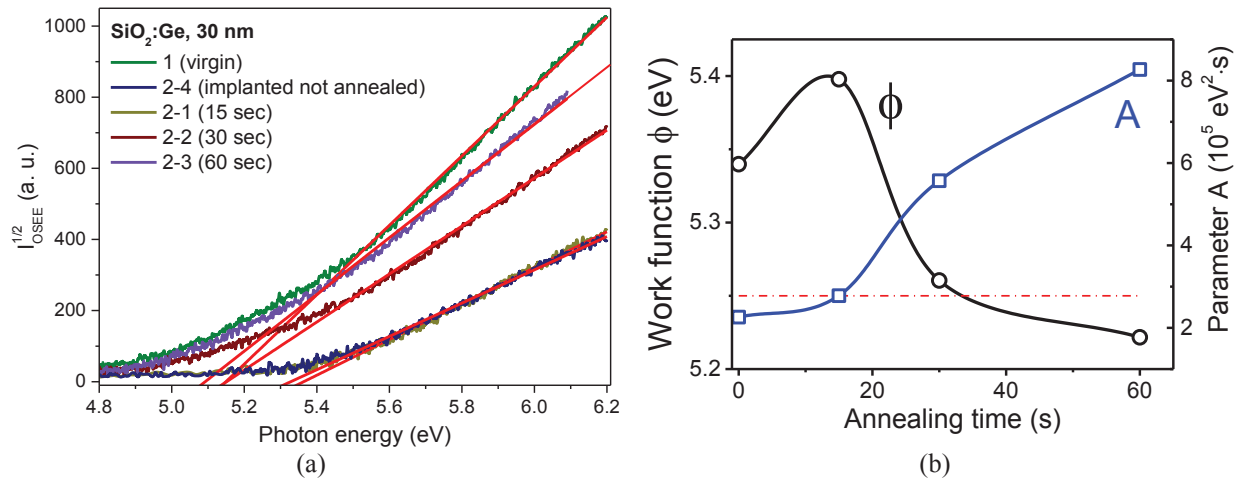 SiO₂:Ge, 30 nm
1 (virgin)
2-4 (implanted not annealed)
2-1 (15 sec)
2-2 (30 sec)
2-3 (60 sec)
1000
800
600
400
200
0
I^{1/2}_{OSEE} (a. u.)
4.8 5.0 5.2 5.4 5.6 5.8 6.0 6.2
Photon energy (eV)
(a)
5.4
5.3
5.2
Work function ϕ (eV)
ϕ
A
8
6
4
2
Parameter A (10⁵ eV²·s)
0 20 40 60
Annealing time (s)
(b)